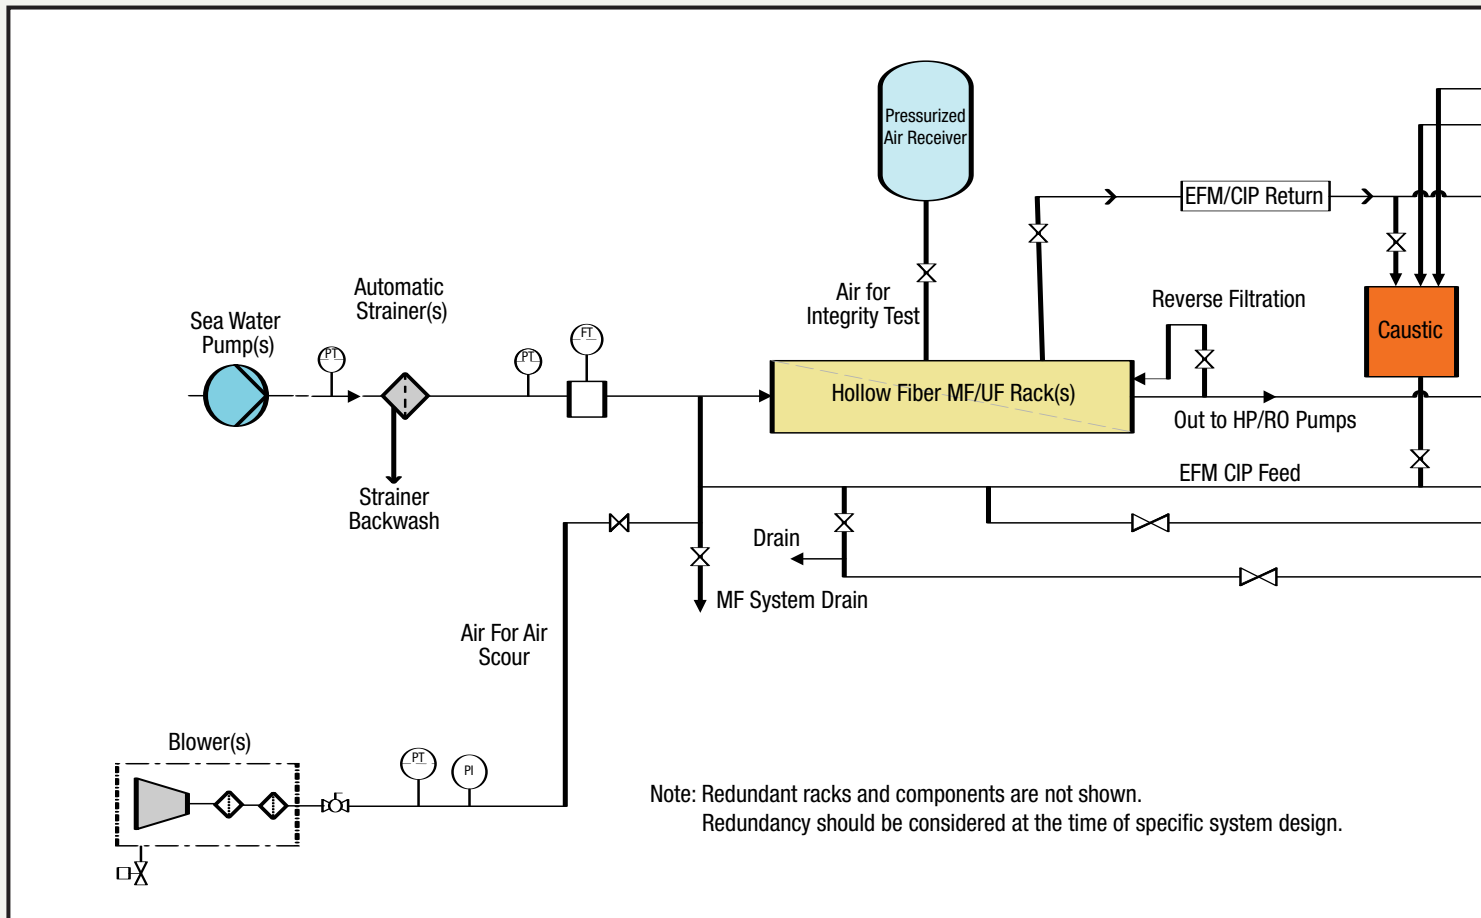 Pressurized
Air Receiver
EFM/CIP Return
Air for
Integrity Test
Reverse Filtration
Caustic
Automatic
Strainer(s)
Sea Water
Pump(s)
PT
PT
FT
Hollow Fiber MF/UF Rack(s)
Out to HP/RO Pumps
EFM CIP Feed
Strainer
Backwash
Drain
MF System Drain
Air For Air
Scour
Blower(s)
PT
PI
Note: Redundant racks and components are not shown.
Redundancy should be considered at the time of specific system design.